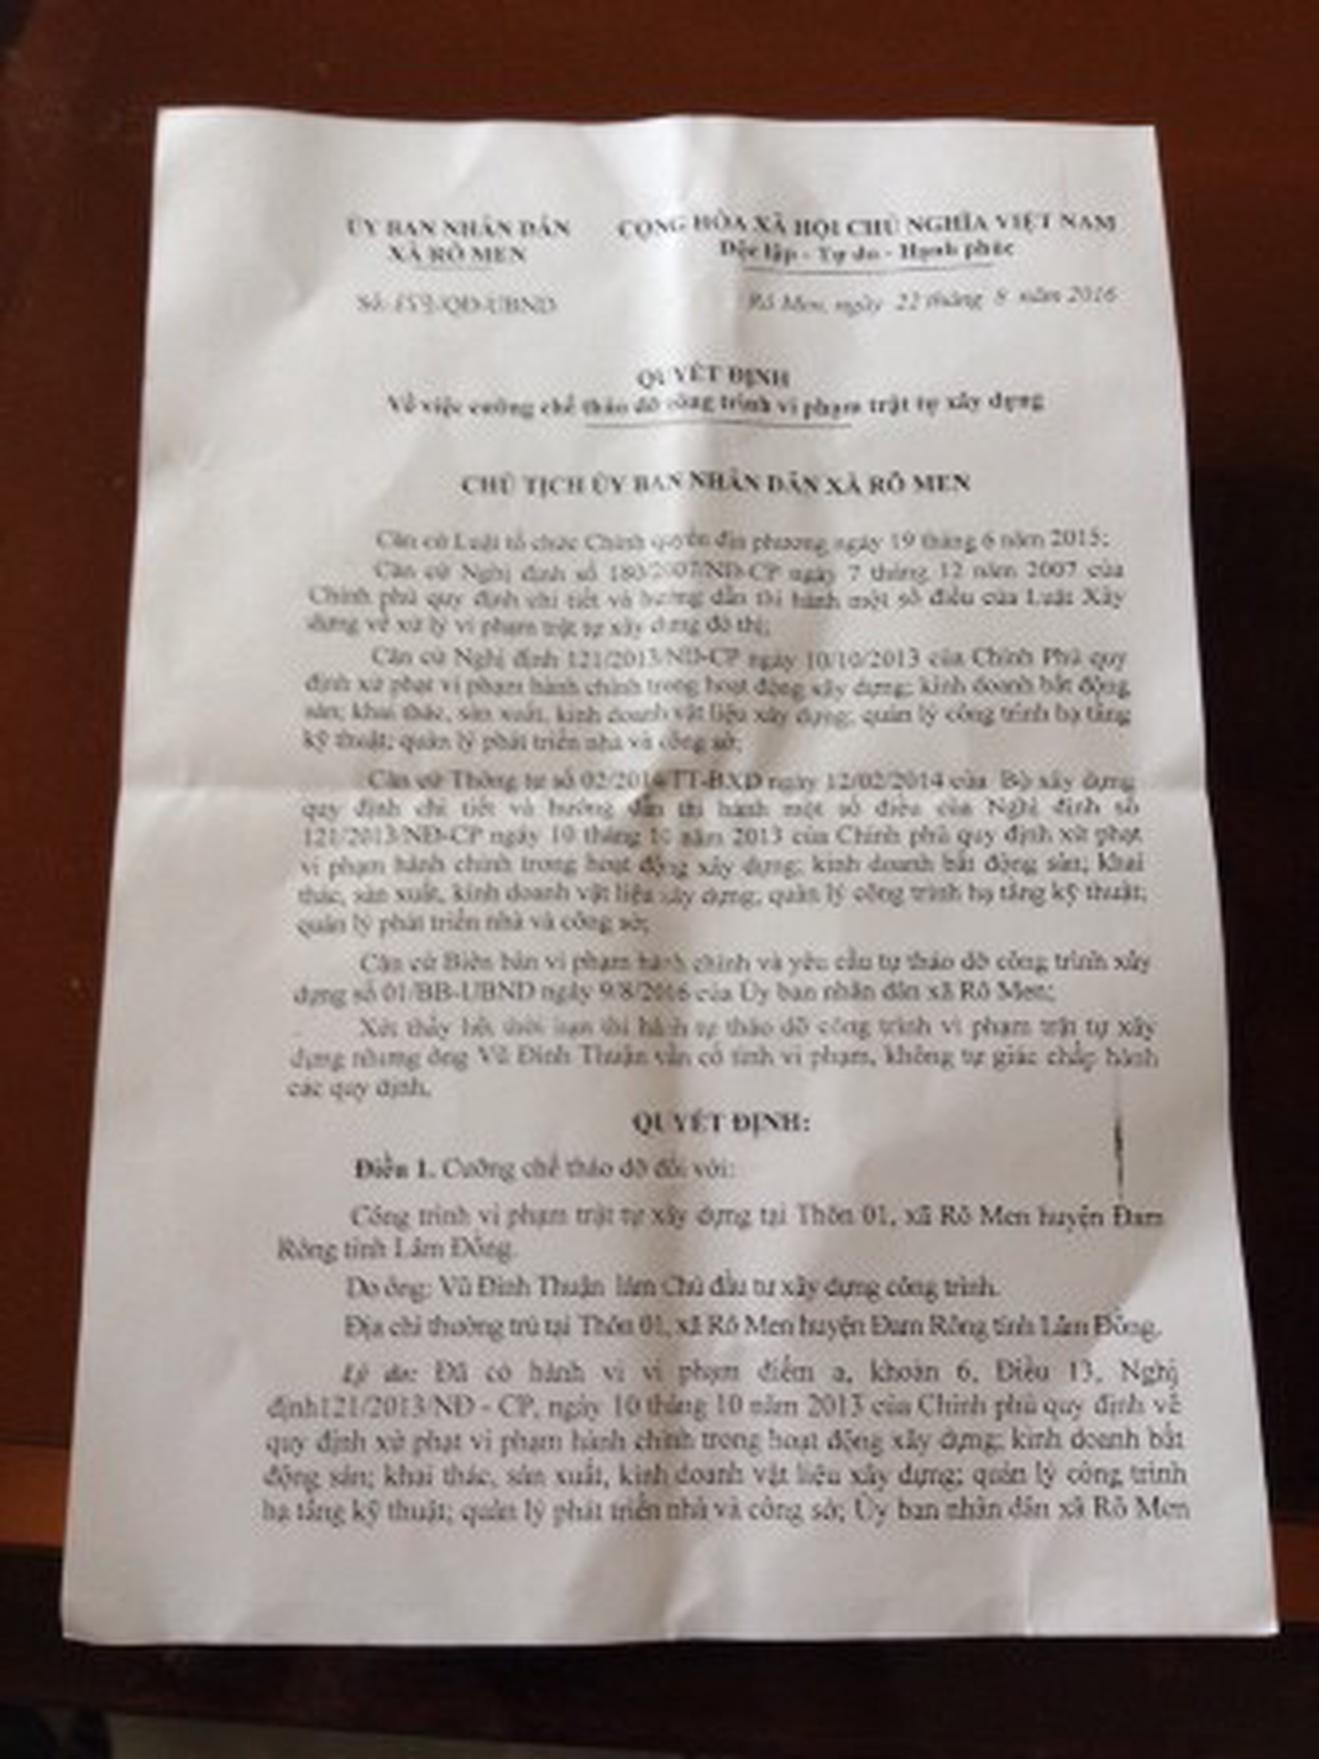 ỦY BAN NHÂN DÂN
XÃ RÔ MEN
CỘNG HÒA XÃ HỘI CHỦ NGHĨA VIỆT NAM
Độc lập - Tự do - Hạnh phúc
Số: /QĐ-UBND
Rô Men, ngày 22 tháng 8 năm 2016
QUYẾT ĐỊNH
Về việc cưỡng chế tháo dỡ công trình vi phạm trật tự xây dựng
CHỦ TỊCH ỦY BAN NHÂN DÂN XÃ RÔ MEN
Căn cứ Luật tổ chức Chính quyền địa phương ngày 19 tháng 6 năm 2015;
Căn cứ Nghị định số 180/2007/NĐ-CP ngày 7 tháng 12 năm 2007 của
Chính phủ quy định chi tiết và hướng dẫn thi hành một số điều của Luật Xây
dựng về xử lý vi phạm trật tự xây dựng đô thị;
Căn cứ Nghị định 121/2013/NĐ-CP ngày 10/10/2013 của Chính Phủ quy
định xử phạt vi phạm hành chính trong hoạt động xây dựng; kinh doanh bất động
sản; khai thác, sản xuất, kinh doanh vật liệu xây dựng; quản lý công trình hạ tầng
kỹ thuật; quản lý phát triển nhà và công sở;
Căn cứ Thông tư số 02/2014/TT-BXD ngày 12/02/2014 của Bộ xây dựng
quy định chi tiết và hướng dẫn thi hành một số điều của Nghị định số
121/2013/NĐ-CP ngày 10 tháng 10 năm 2013 của Chính phủ quy định xử phạt
vi phạm hành chính trong hoạt động xây dựng; kinh doanh bất động sản; khai
thác, sản xuất, kinh doanh vật liệu xây dựng; quản lý công trình hạ tầng kỹ thuật;
quản lý phát triển nhà và công sở;
Căn cứ Biên bản vi phạm hành chính và yêu cầu tự tháo dỡ công trình xây
dựng số 01/BB-UBND ngày 9/8/2016 của Ủy ban nhân dân xã Rô Men;
Xét thấy hết thời hạn thi hành tự tháo dỡ công trình vi phạm trật tự xây
dựng nhưng ông Vũ Đình Thuận vẫn cố tình vi phạm, không tự giác chấp hành
các quy định.
QUYẾT ĐỊNH:
Điều 1. Cưỡng chế tháo dỡ đối với:
Công trình vi phạm trật tự xây dựng tại Thôn 01, xã Rô Men huyện Đam
Rông tỉnh Lâm Đồng.
Do ông: Vũ Đình Thuận làm Chủ đầu tư xây dựng công trình.
Địa chỉ thường trú tại Thôn 01, xã Rô Men huyện Đam Rông tỉnh Lâm Đồng.
Lý do: Đã có hành vi vi phạm điểm a, khoản 6, Điều 13, Nghị
định121/2013/NĐ - CP, ngày 10 tháng 10 năm 2013 của Chính phủ quy định về
quy định xử phạt vi phạm hành chính trong hoạt động xây dựng; kinh doanh bất
động sản; khai thác, sản xuất, kinh doanh vật liệu xây dựng; quản lý công trình
hạ tầng kỹ thuật; quản lý phát triển nhà và công sở; Ủy ban nhân dân xã Rô Men